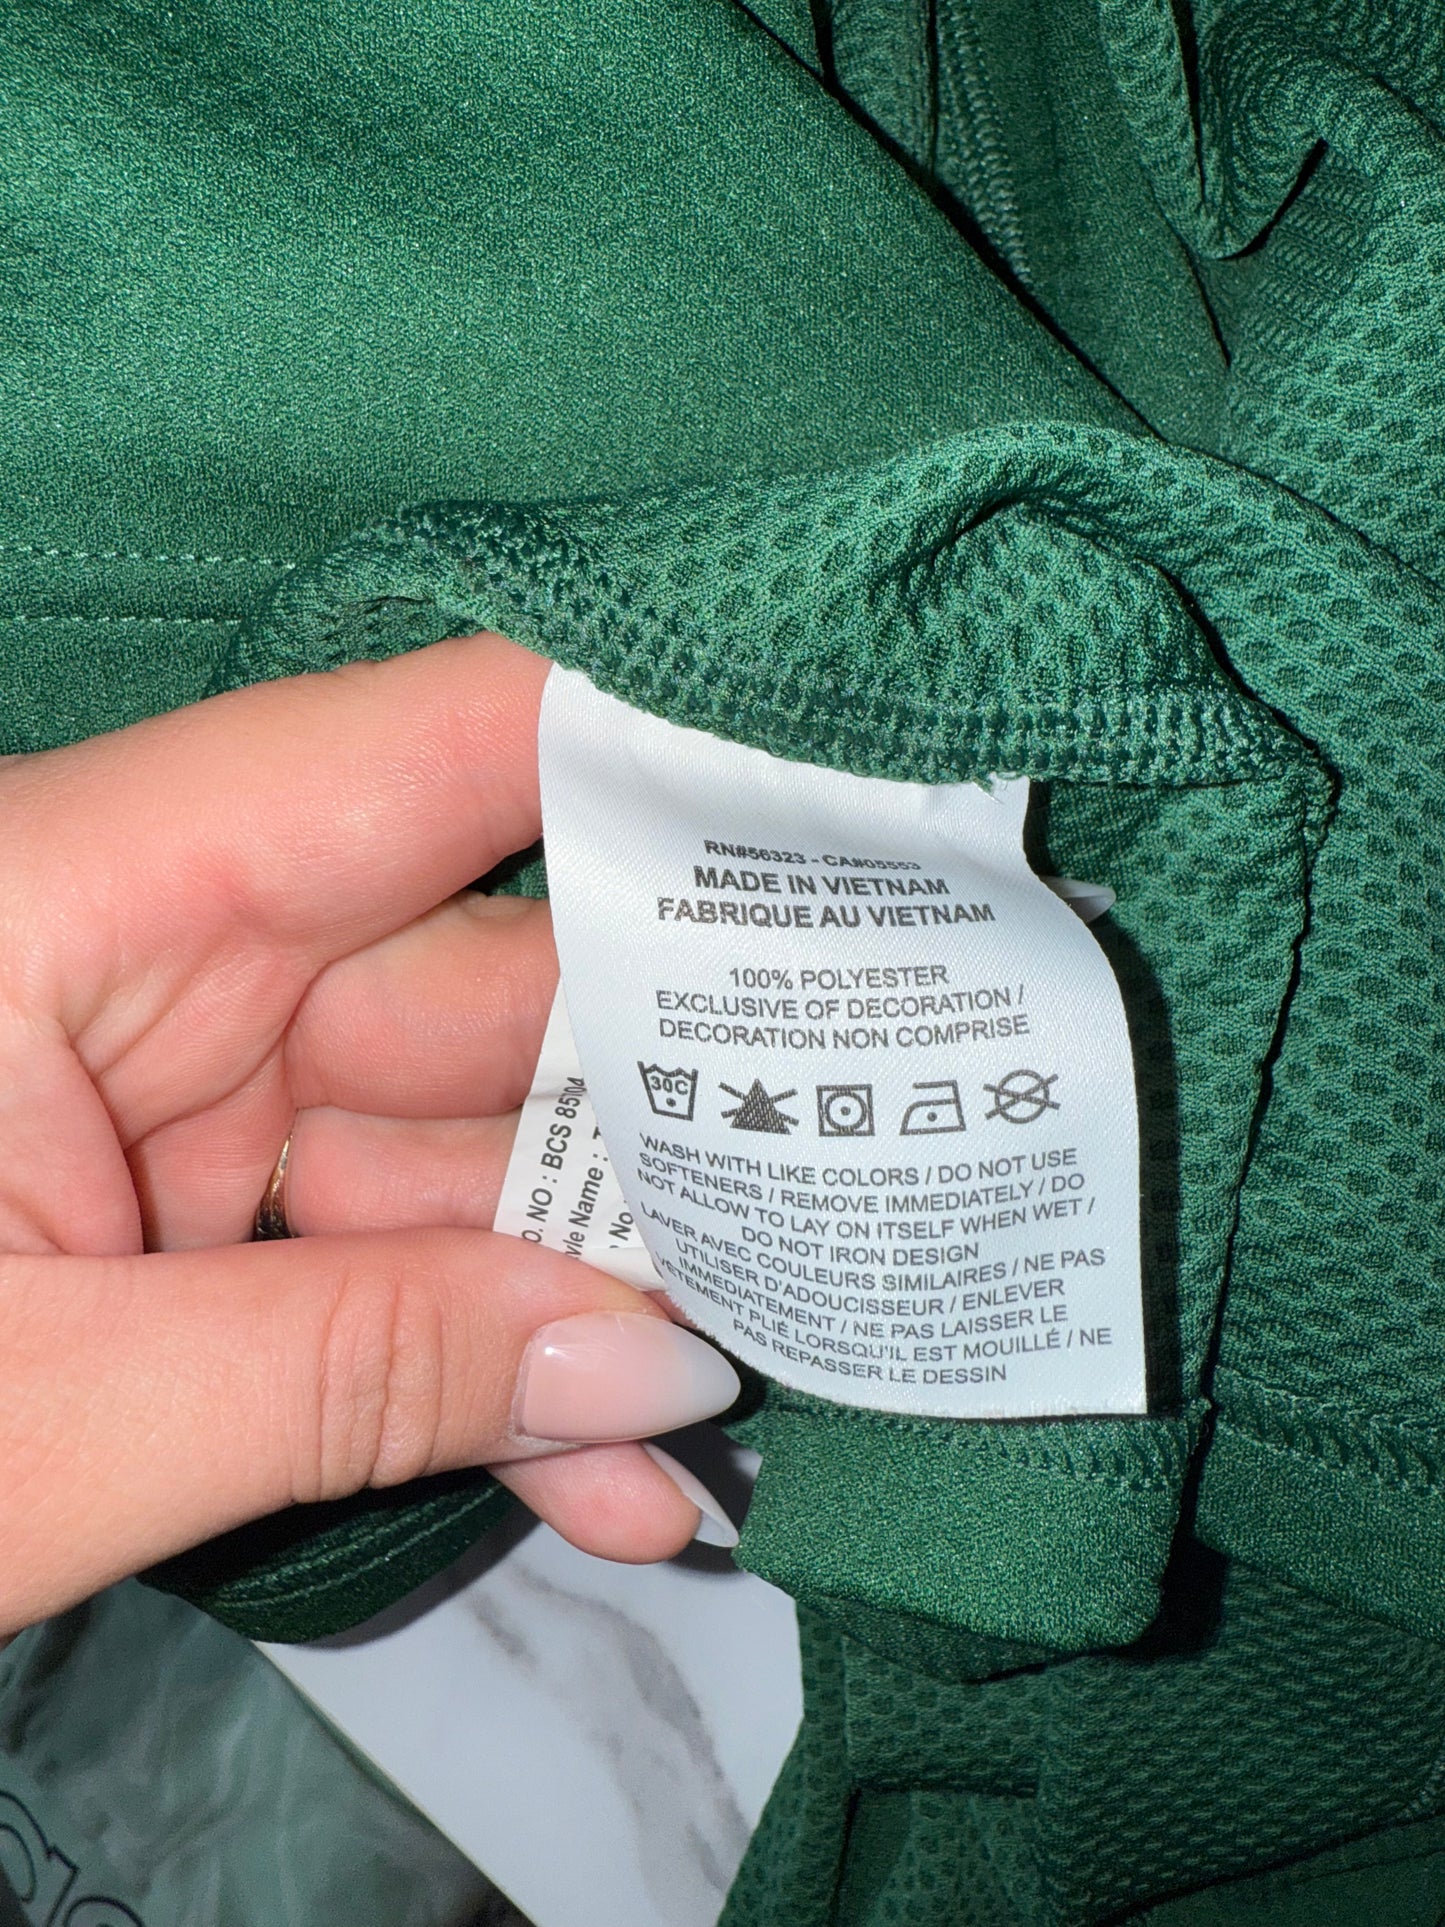 RN#56323 - CA#05553
MADE IN VIETNAM
FABRIQUE AU VIETNAM
100% POLYESTER
EXCLUSIVE OF DECORATION /
DECORATION NON COMPRISE
30C
WASH WITH LIKE COLORS / DO NOT USE
SOFTENERS / REMOVE IMMEDIATELY / DO
NOT ALLOW TO LAY ON ITSELF WHEN WET /
DO NOT IRON DESIGN
LAVER AVEC COULEURS SIMILAIRES / NE PAS
UTILISER D'ADOUCISSEUR / ENLEVER
IMMEDIATEMENT / NE PAS LAISSER LE
VETEMENT PLIÉ LORSQU'IL EST MOUILLÉ / NE
PAS REPASSER LE DESSIN
NO : BCS 85104
Name :
No